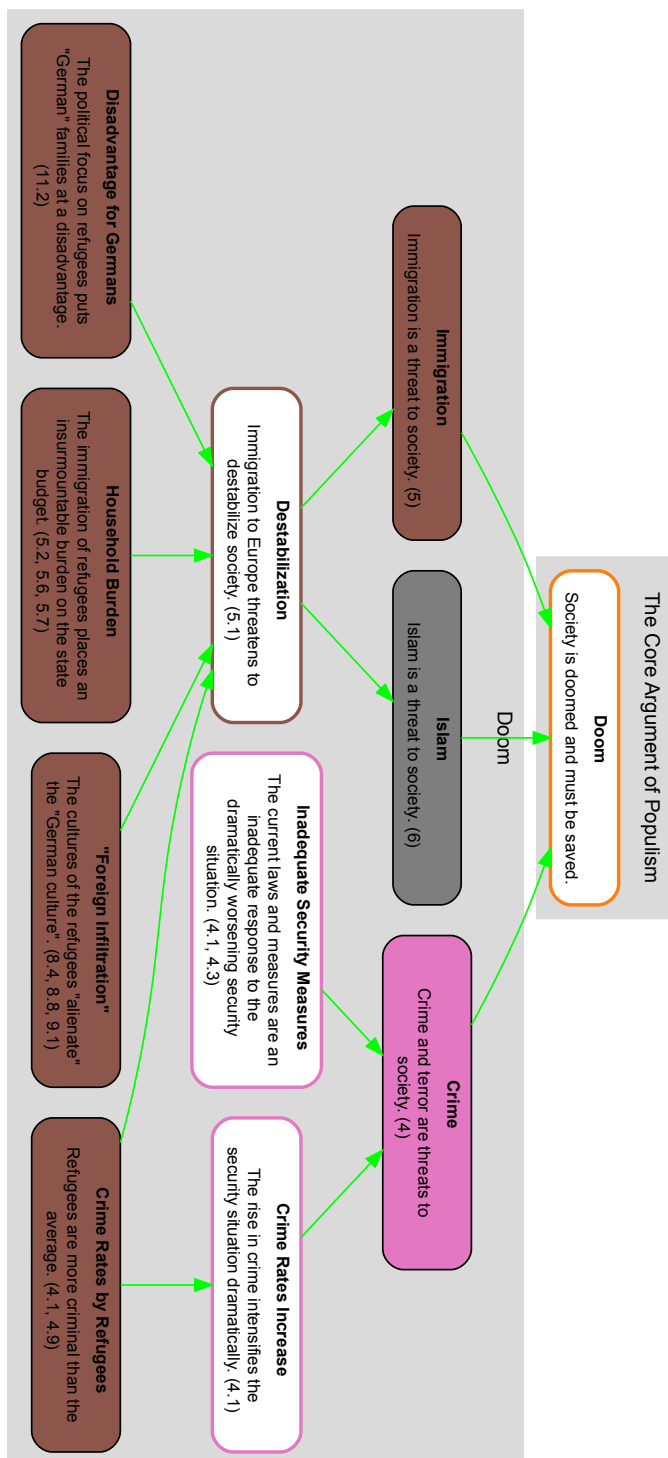 The Core Argument of Populism
Doom
Society is doomed and must be saved.
Doom
Immigration
Immigration is a threat to society. (5)
Islam
Islam is a threat to society. (6)
Crime
Crime and terror are threats to
society. (4)
Destabilization
Immigration to Europe threatens to
destabilize society. (5.1)
Inadequate Security Measures
The current laws and measures are an
inadequate response to the
dramatically worsening security
situation. (4.1, 4.3)
Crime Rates Increase
The rise in crime intensifies the
security situation dramatically. (4.1)
Disadvantage for Germans
The political focus on refugees puts
"German" families at a disadvantage.
(11.2)
Household Burden
The immigration of refugees places an
insurmountable burden on the state
budget. (5.2, 5.6, 5.7)
"Foreign Infiltration"
The cultures of the refugees "alienate"
the "German culture". (8.4, 8.8, 9.1)
Crime Rates by Refugees
Refugees are more criminal than the
average. (4.1, 4.9)